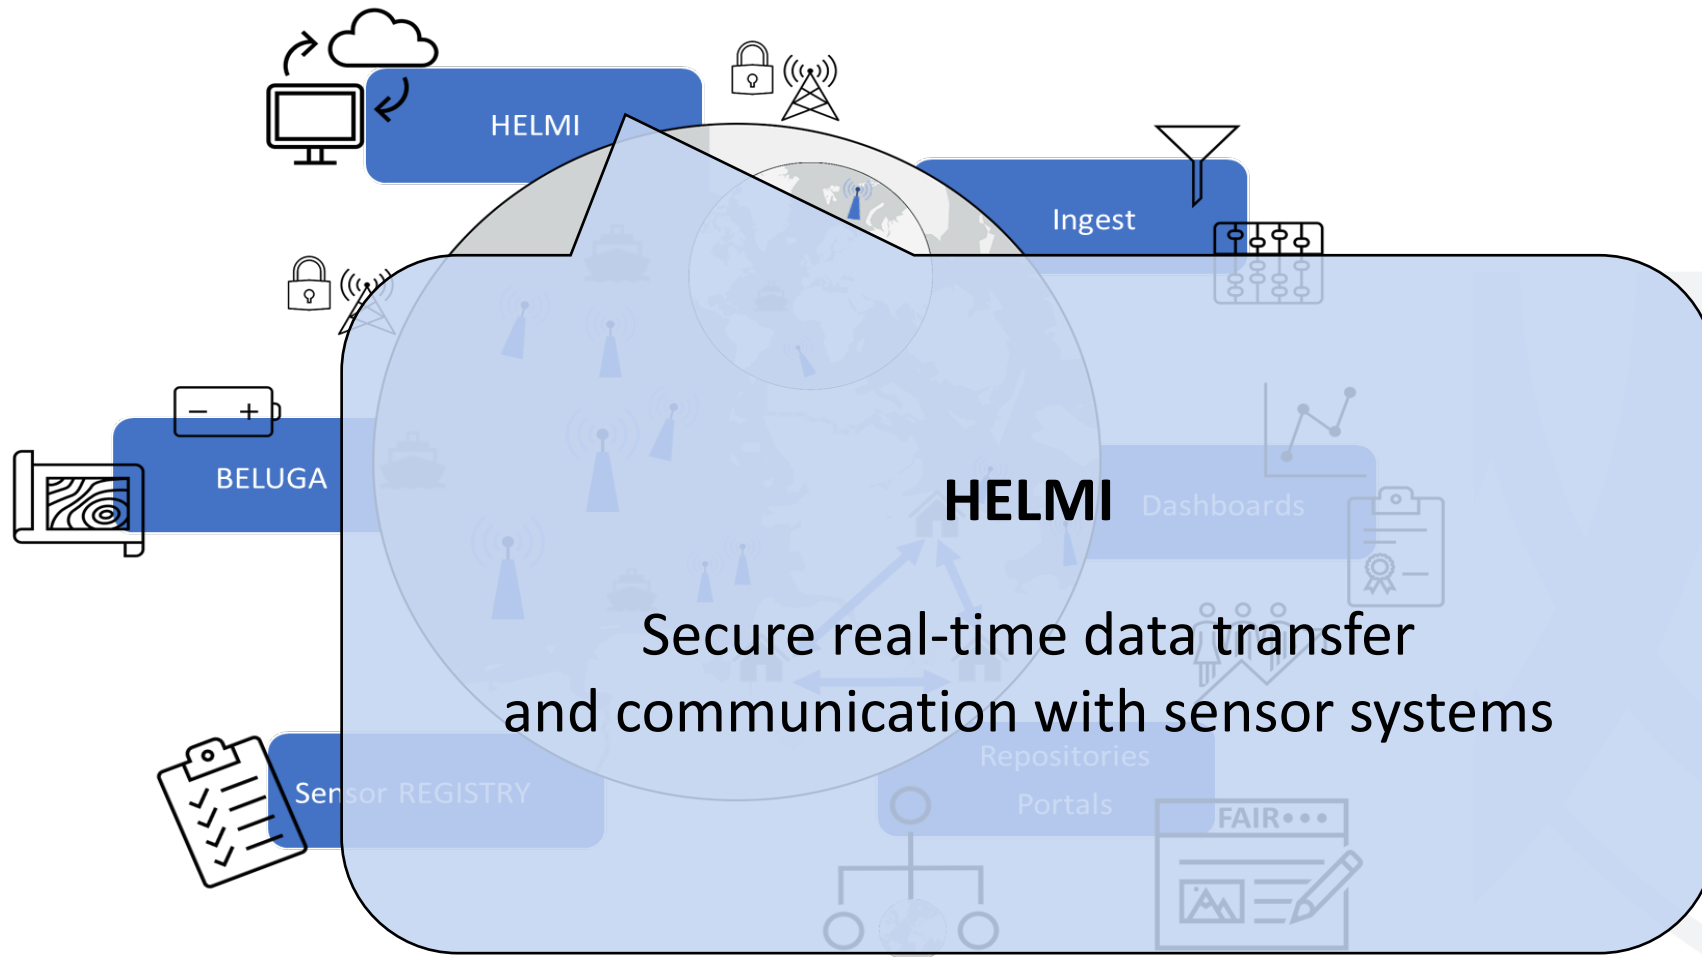 HELMI
Ingest
BELUGA
HELMI
Dashboards
Secure real-time data transfer
and communication with sensor systems
Sensor REGISTRY
Repositories
Portals
FAIR